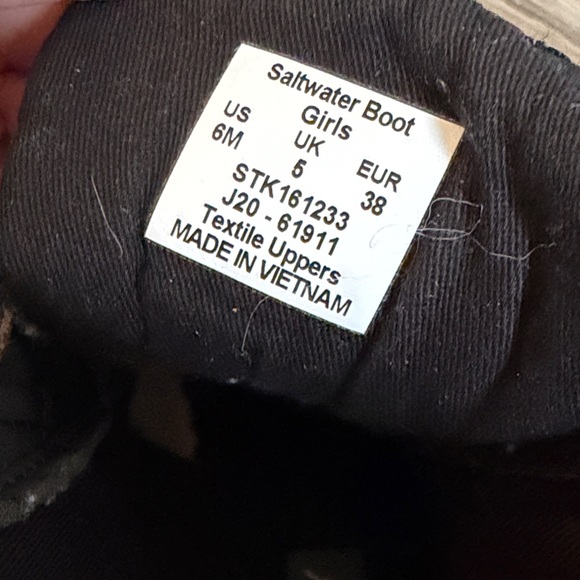 Saltwater Boot
Girls
US UK EUR
6M 5 38
STK161233
J20 - 61911
Textile Uppers
MADE IN VIETNAM